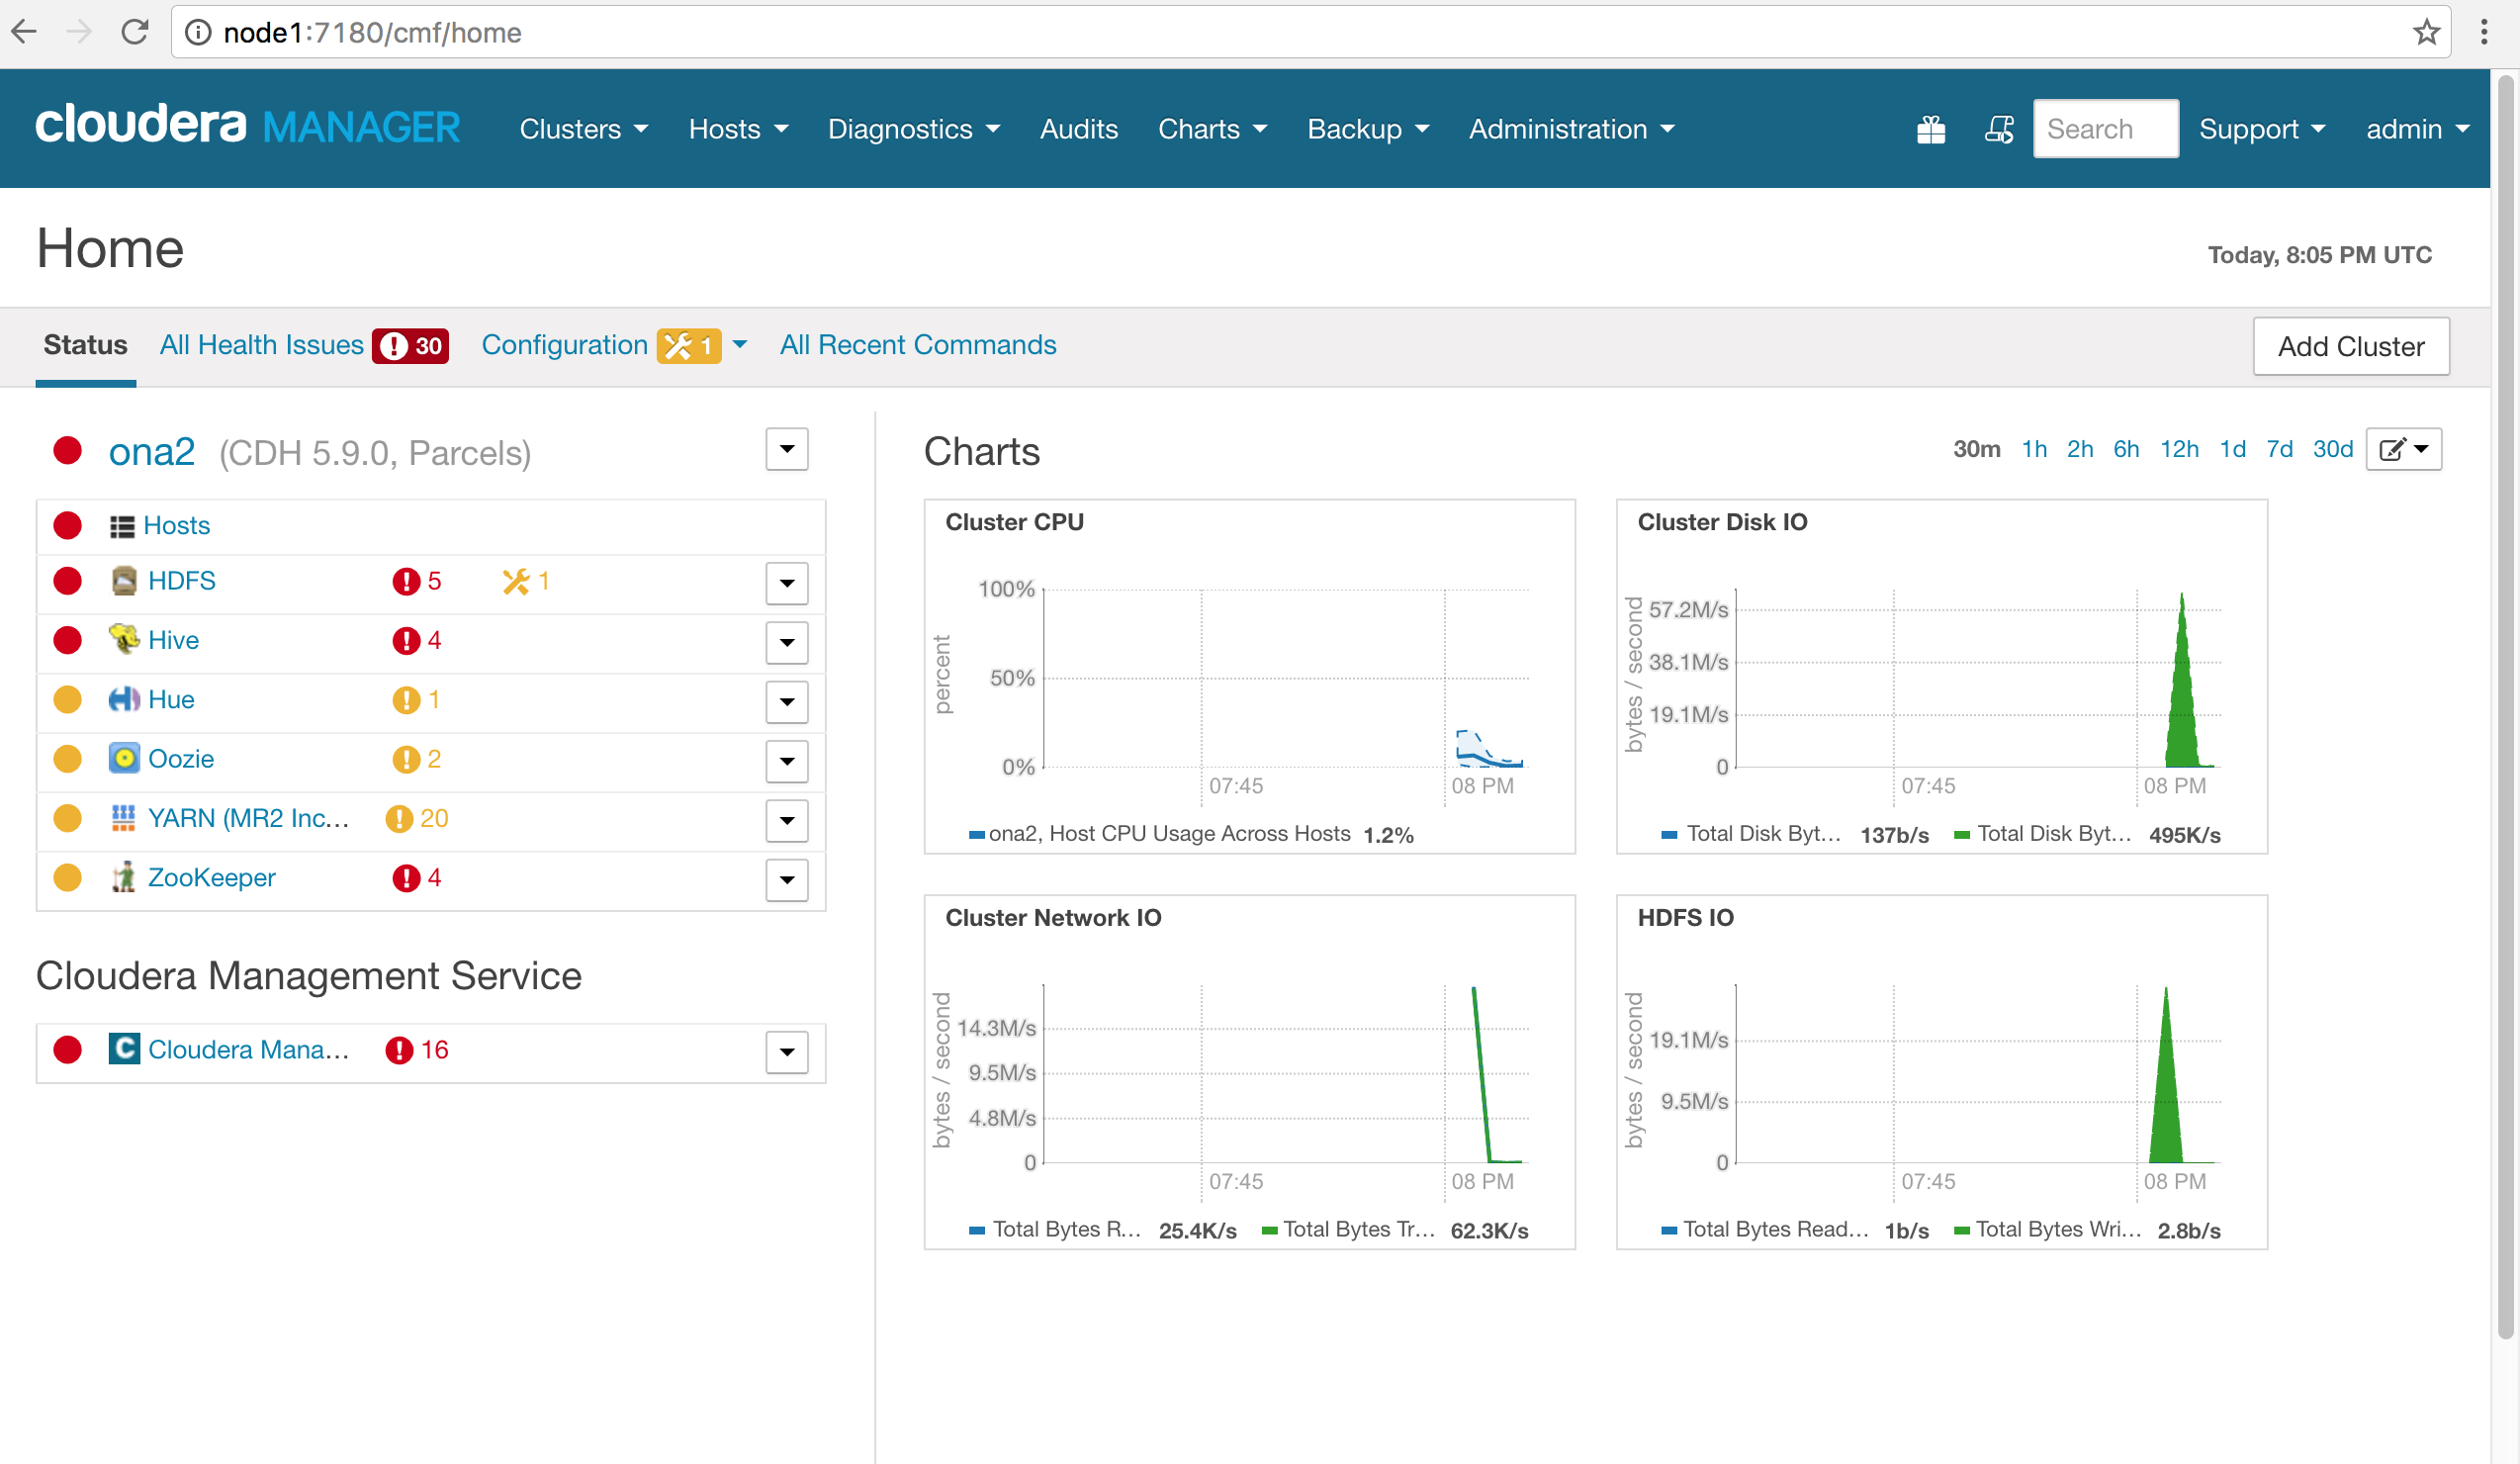 node1:7180/cmf/home
cloudera MANAGER Clusters Hosts Diagnostics Audits Charts Backup Administration Search Support admin
Home
Today, 8:05 PM UTC
Status All Health Issues 30 Configuration 1 All Recent Commands Add Cluster
ona2 (CDH 5.9.0, Parcels)
Hosts
HDFS 5 1
Hive 4
Hue 1
Oozie 2
YARN (MR2 Inc... 20
ZooKeeper 4
Cloudera Management Service
C Cloudera Mana... 16
Charts
30m 1h 2h 6h 12h 1d 7d 30d
Cluster CPU
percent
100%
50%
0%
07:45 08 PM
ona2, Host CPU Usage Across Hosts 1.2%
Cluster Disk IO
bytes / second
57.2M/s
38.1M/s
19.1M/s
0
07:45 08 PM
Total Disk Byt... 137b/s Total Disk Byt... 495K/s
Cluster Network IO
bytes / second
14.3M/s
9.5M/s
4.8M/s
0
07:45 08 PM
Total Bytes R... 25.4K/s Total Bytes Tr... 62.3K/s
HDFS IO
bytes / second
19.1M/s
9.5M/s
0
07:45 08 PM
Total Bytes Read... 1b/s Total Bytes Wri... 2.8b/s